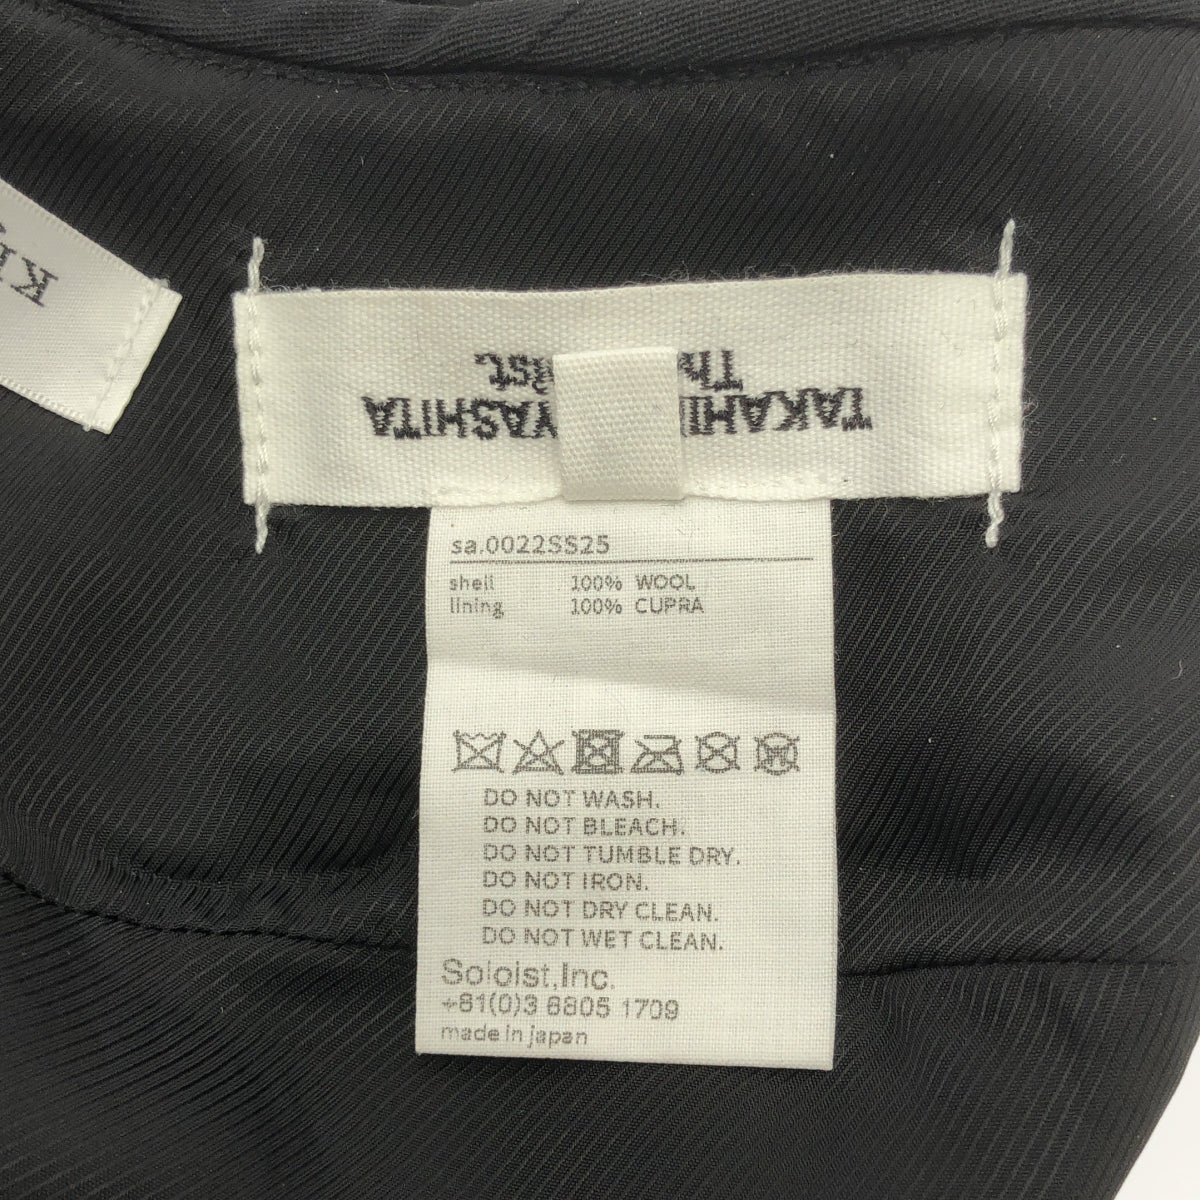 TAKAHI YASHITA
Th ist.
sa.0022SS25
shell 100% WOOL
lining 100% CUPRA
DO NOT WASH.
DO NOT BLEACH.
DO NOT TUMBLE DRY.
DO NOT IRON.
DO NOT DRY CLEAN.
DO NOT WET CLEAN.
Soloist,Inc.
+81(0)3 6805 1709
made in japan